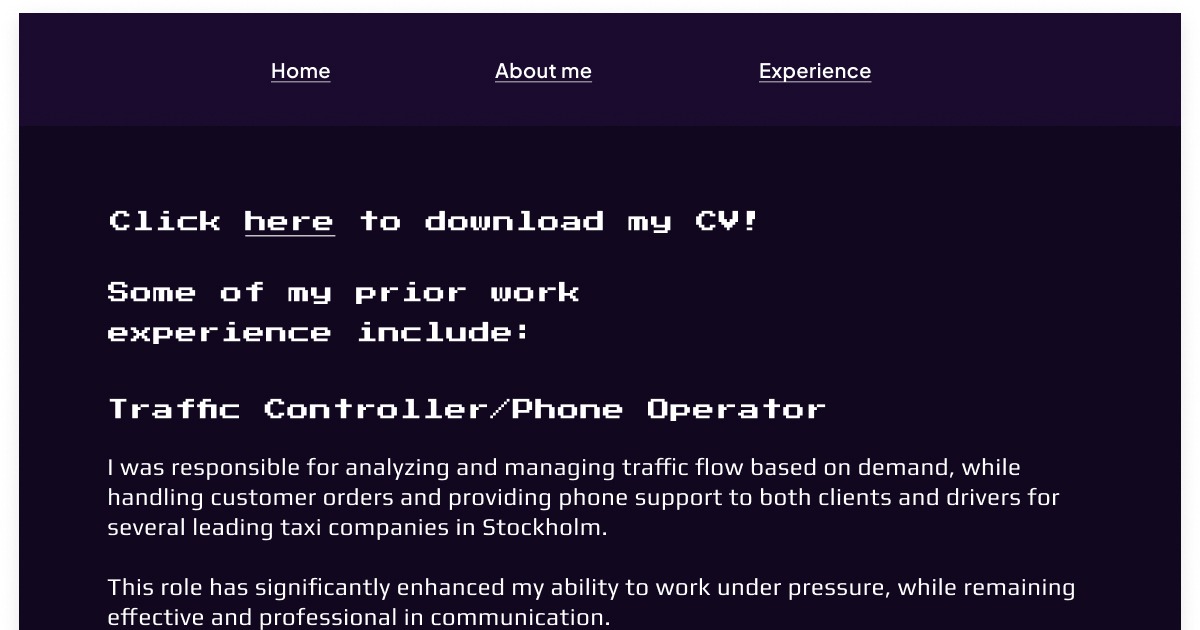 Home About me Experience
Click here to download my CV!
Some of my prior work
experience include:
Traffic Controller/Phone Operator
I was responsible for analyzing and managing traffic flow based on demand, while
handling customer orders and providing phone support to both clients and drivers for
several leading taxi companies in Stockholm.
This role has significantly enhanced my ability to work under pressure, while remaining
effective and professional in communication.